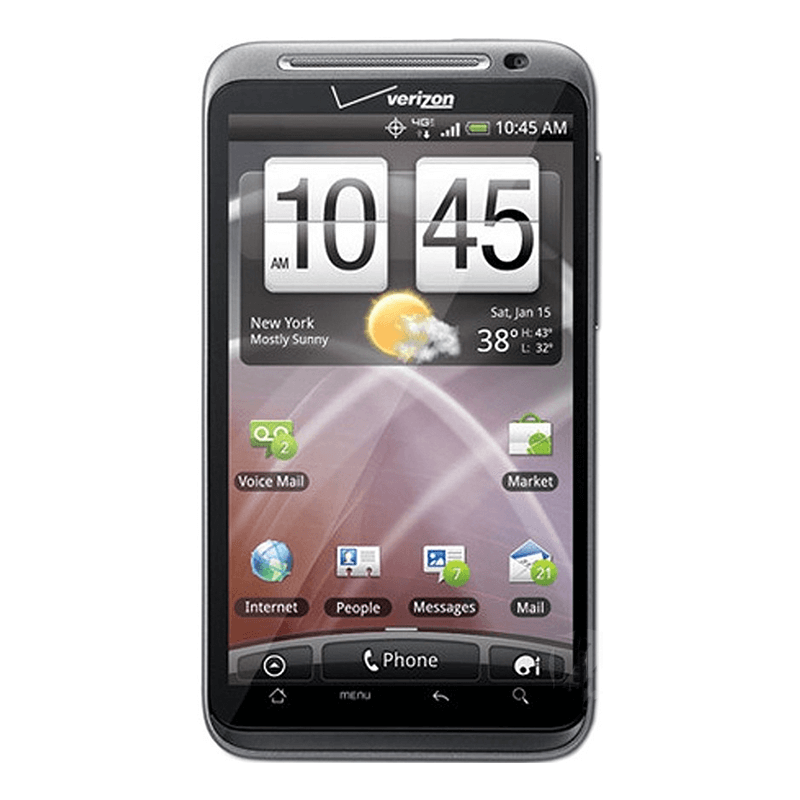 verizon
4G
10:45 AM
10 45
AM
New York
Mostly Sunny
Sat, Jan 15
38° H: 43°
L: 32°
2
Voice Mail
Market
7
21
Internet
People
Messages
Mail
Phone
MENU